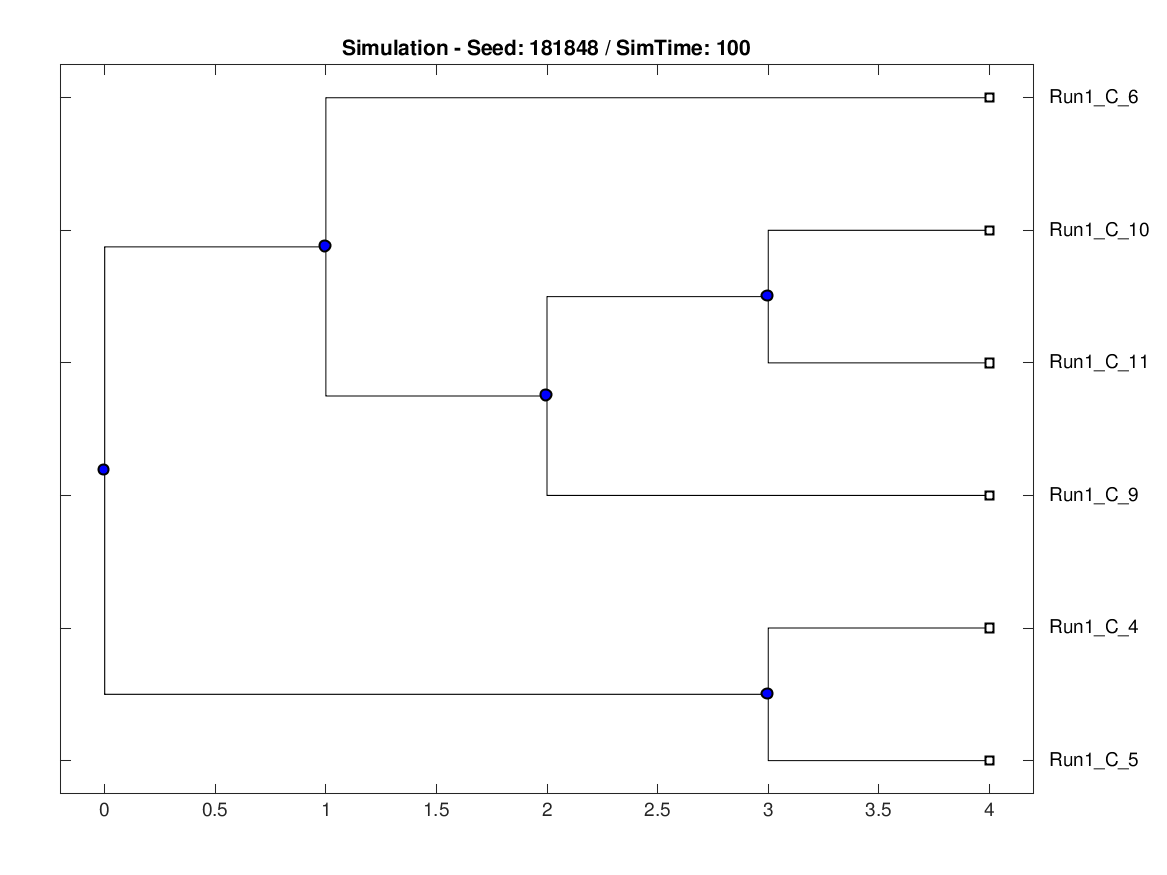 Simulation - Seed: 181848 / SimTime: 100
Run1_C_6
Run1_C_10
Run1_C_11
Run1_C_9
Run1_C_4
Run1_C_5
0 0.5 1 1.5 2 2.5 3 3.5 4